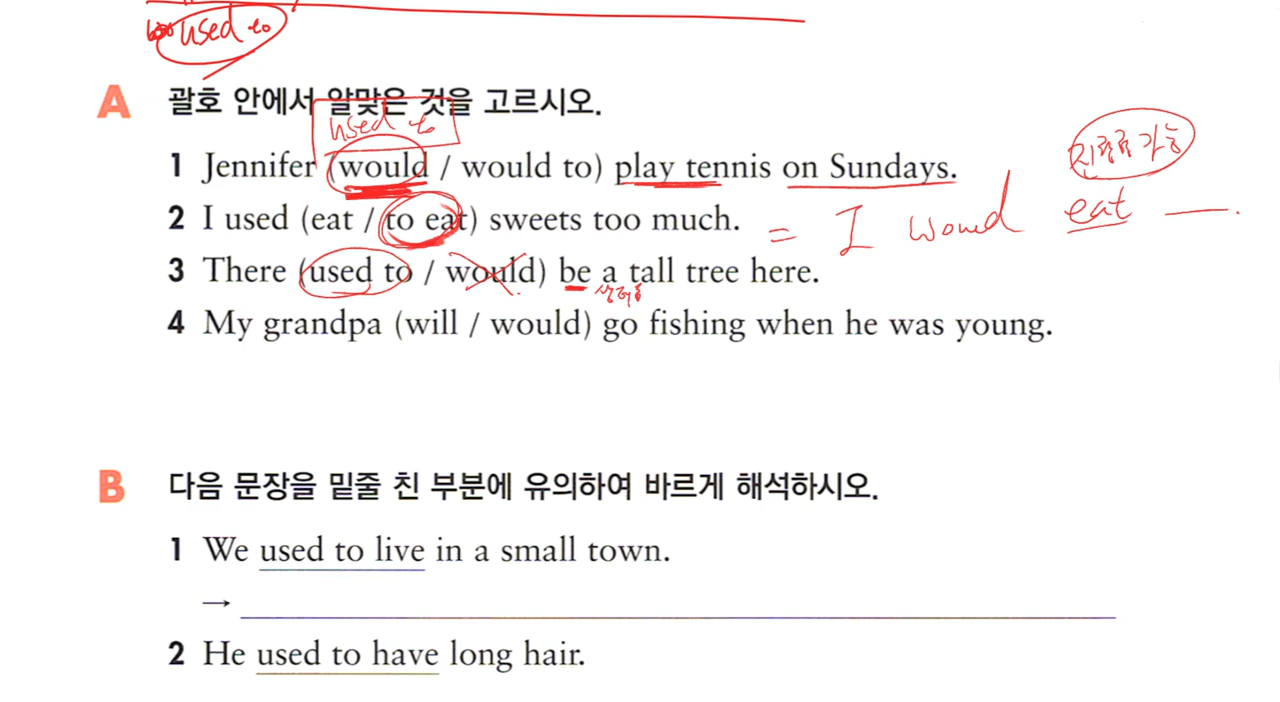 used to
A 괄호 안에서 알맞은 것을 고르시오.
used to
1 Jennifer (would / would to) play tennis on Sundays.
가능
2 I used (eat / to eat) sweets too much. = I would eat
3 There (used to / would) be a tall tree here.
4 My grandpa (will / would) go fishing when he was young.
B 다음 문장을 밑줄 친 부분에 유의하여 바르게 해석하시오.
1 We used to live in a small town.
→
2 He used to have long hair.